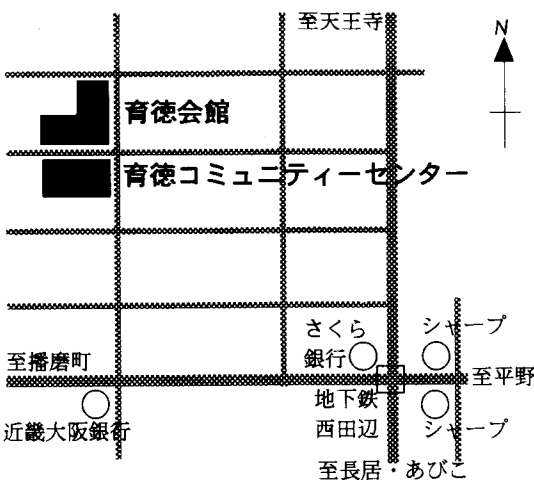 至天王寺
N
育徳会館
育徳コミュニティーセンター
さくら
銀行
シャープ
至播磨町
至平野
地下鉄
西田辺
近畿大阪銀行
シャープ
至長居・あびこ